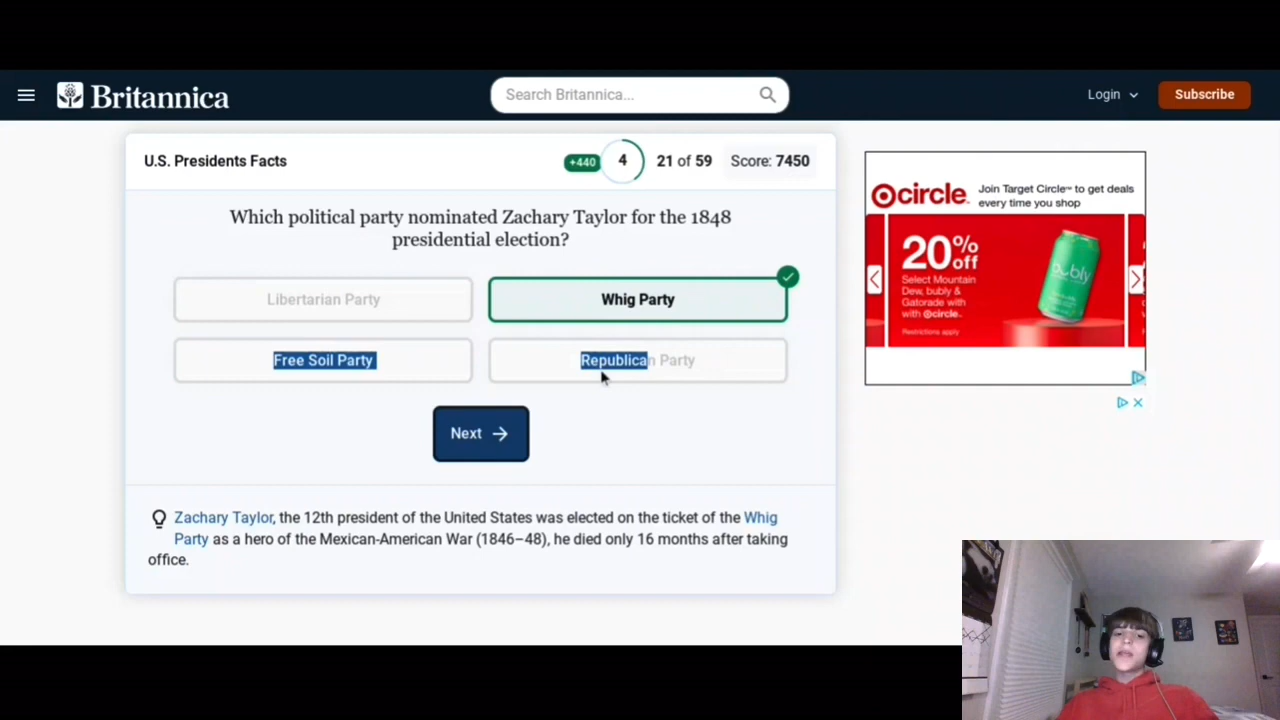 Britannica
Search Britannica...
Login
Subscribe
U.S. Presidents Facts
+440
4
21 of 59
Score: 7450
Which political party nominated Zachary Taylor for the 1848
presidential election?
Libertarian Party
Whig Party
Free Soil Party
Republican Party
Next
Zachary Taylor, the 12th president of the United States was elected on the ticket of the Whig
Party as a hero of the Mexican-American War (1846–48), he died only 16 months after taking
office.
circle
Join Target Circle™ to get deals
every time you shop
20%
off
Select Mountain
Dew, bubly &
Gatorade with
with circle.
Restrictions apply
bubly